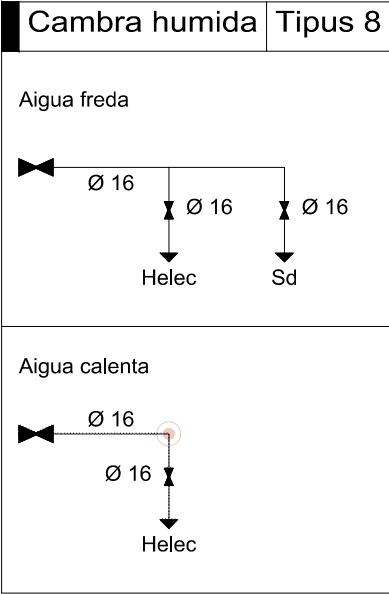 Cambra humida Tipus 8
Aigua freda
Ø 16
Ø 16 Ø 16
Helec Sd
Aigua calenta
Ø 16
Ø 16
Helec